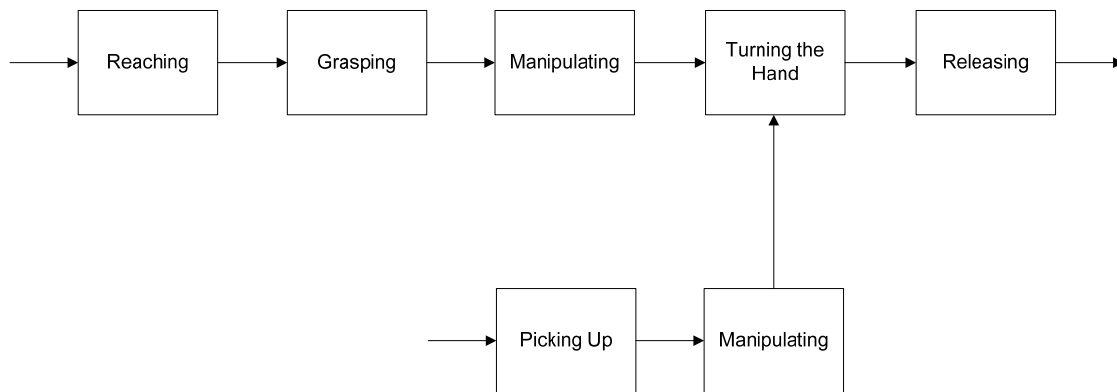 Reaching
Grasping
Manipulating
Turning the
Hand
Releasing
Picking Up
Manipulating